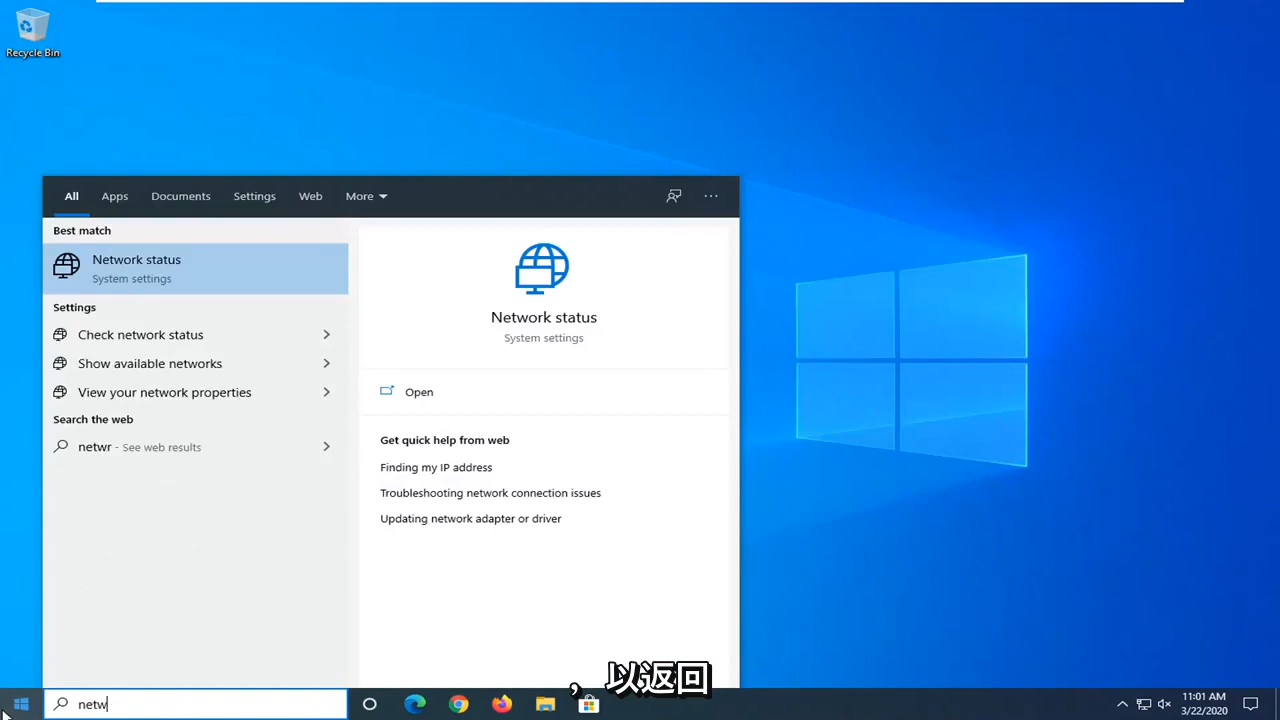 Recycle Bin
All Apps Documents Settings Web More
Best match
Network status
System settings
Settings
Check network status
Show available networks
View your network properties
Search the web
netwr - See web results
Network status
System settings
Open
Get quick help from web
Finding my IP address
Troubleshooting network connection issues
Updating network adapter or driver
，以返回
netw
11:01 AM
3/22/2020